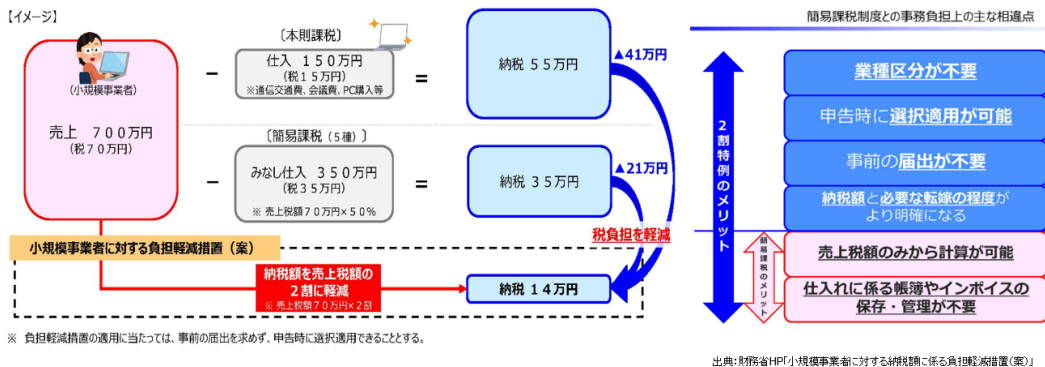 【イメージ】
(小規模事業者)
売上 700万円
(税70万円)
〔本則課税〕
－
仕入 150万円
(税15万円)
※通信交通費、会議費、PC購入等
＝
納税 55万円
▲41万円
〔簡易課税(5種)〕
－
みなし仕入 350万円
(税35万円)
※ 売上税額70万円×50%
＝
納税 35万円
▲21万円
税負担を軽減
小規模事業者に対する負担軽減措置(案)
納税額を売上税額の
2割に軽減
※ 売上税額70万円×2割
納税 14万円
※ 負担軽減措置の適用に当たっては、事前の届出を求めず、申告時に選択適用できることとする。
簡易課税制度との事務負担上の主な相違点
2割特例のメリット
業種区分が不要
申告時に選択適用が可能
事前の届出が不要
納税額と必要な転嫁の程度が
より明確になる
簡易課税のメリット
売上税額のみから計算が可能
仕入れに係る帳簿やインボイスの
保存・管理が不要
出典:財務省HP「小規模事業者に対する納税額に係る負担軽減措置(案)」